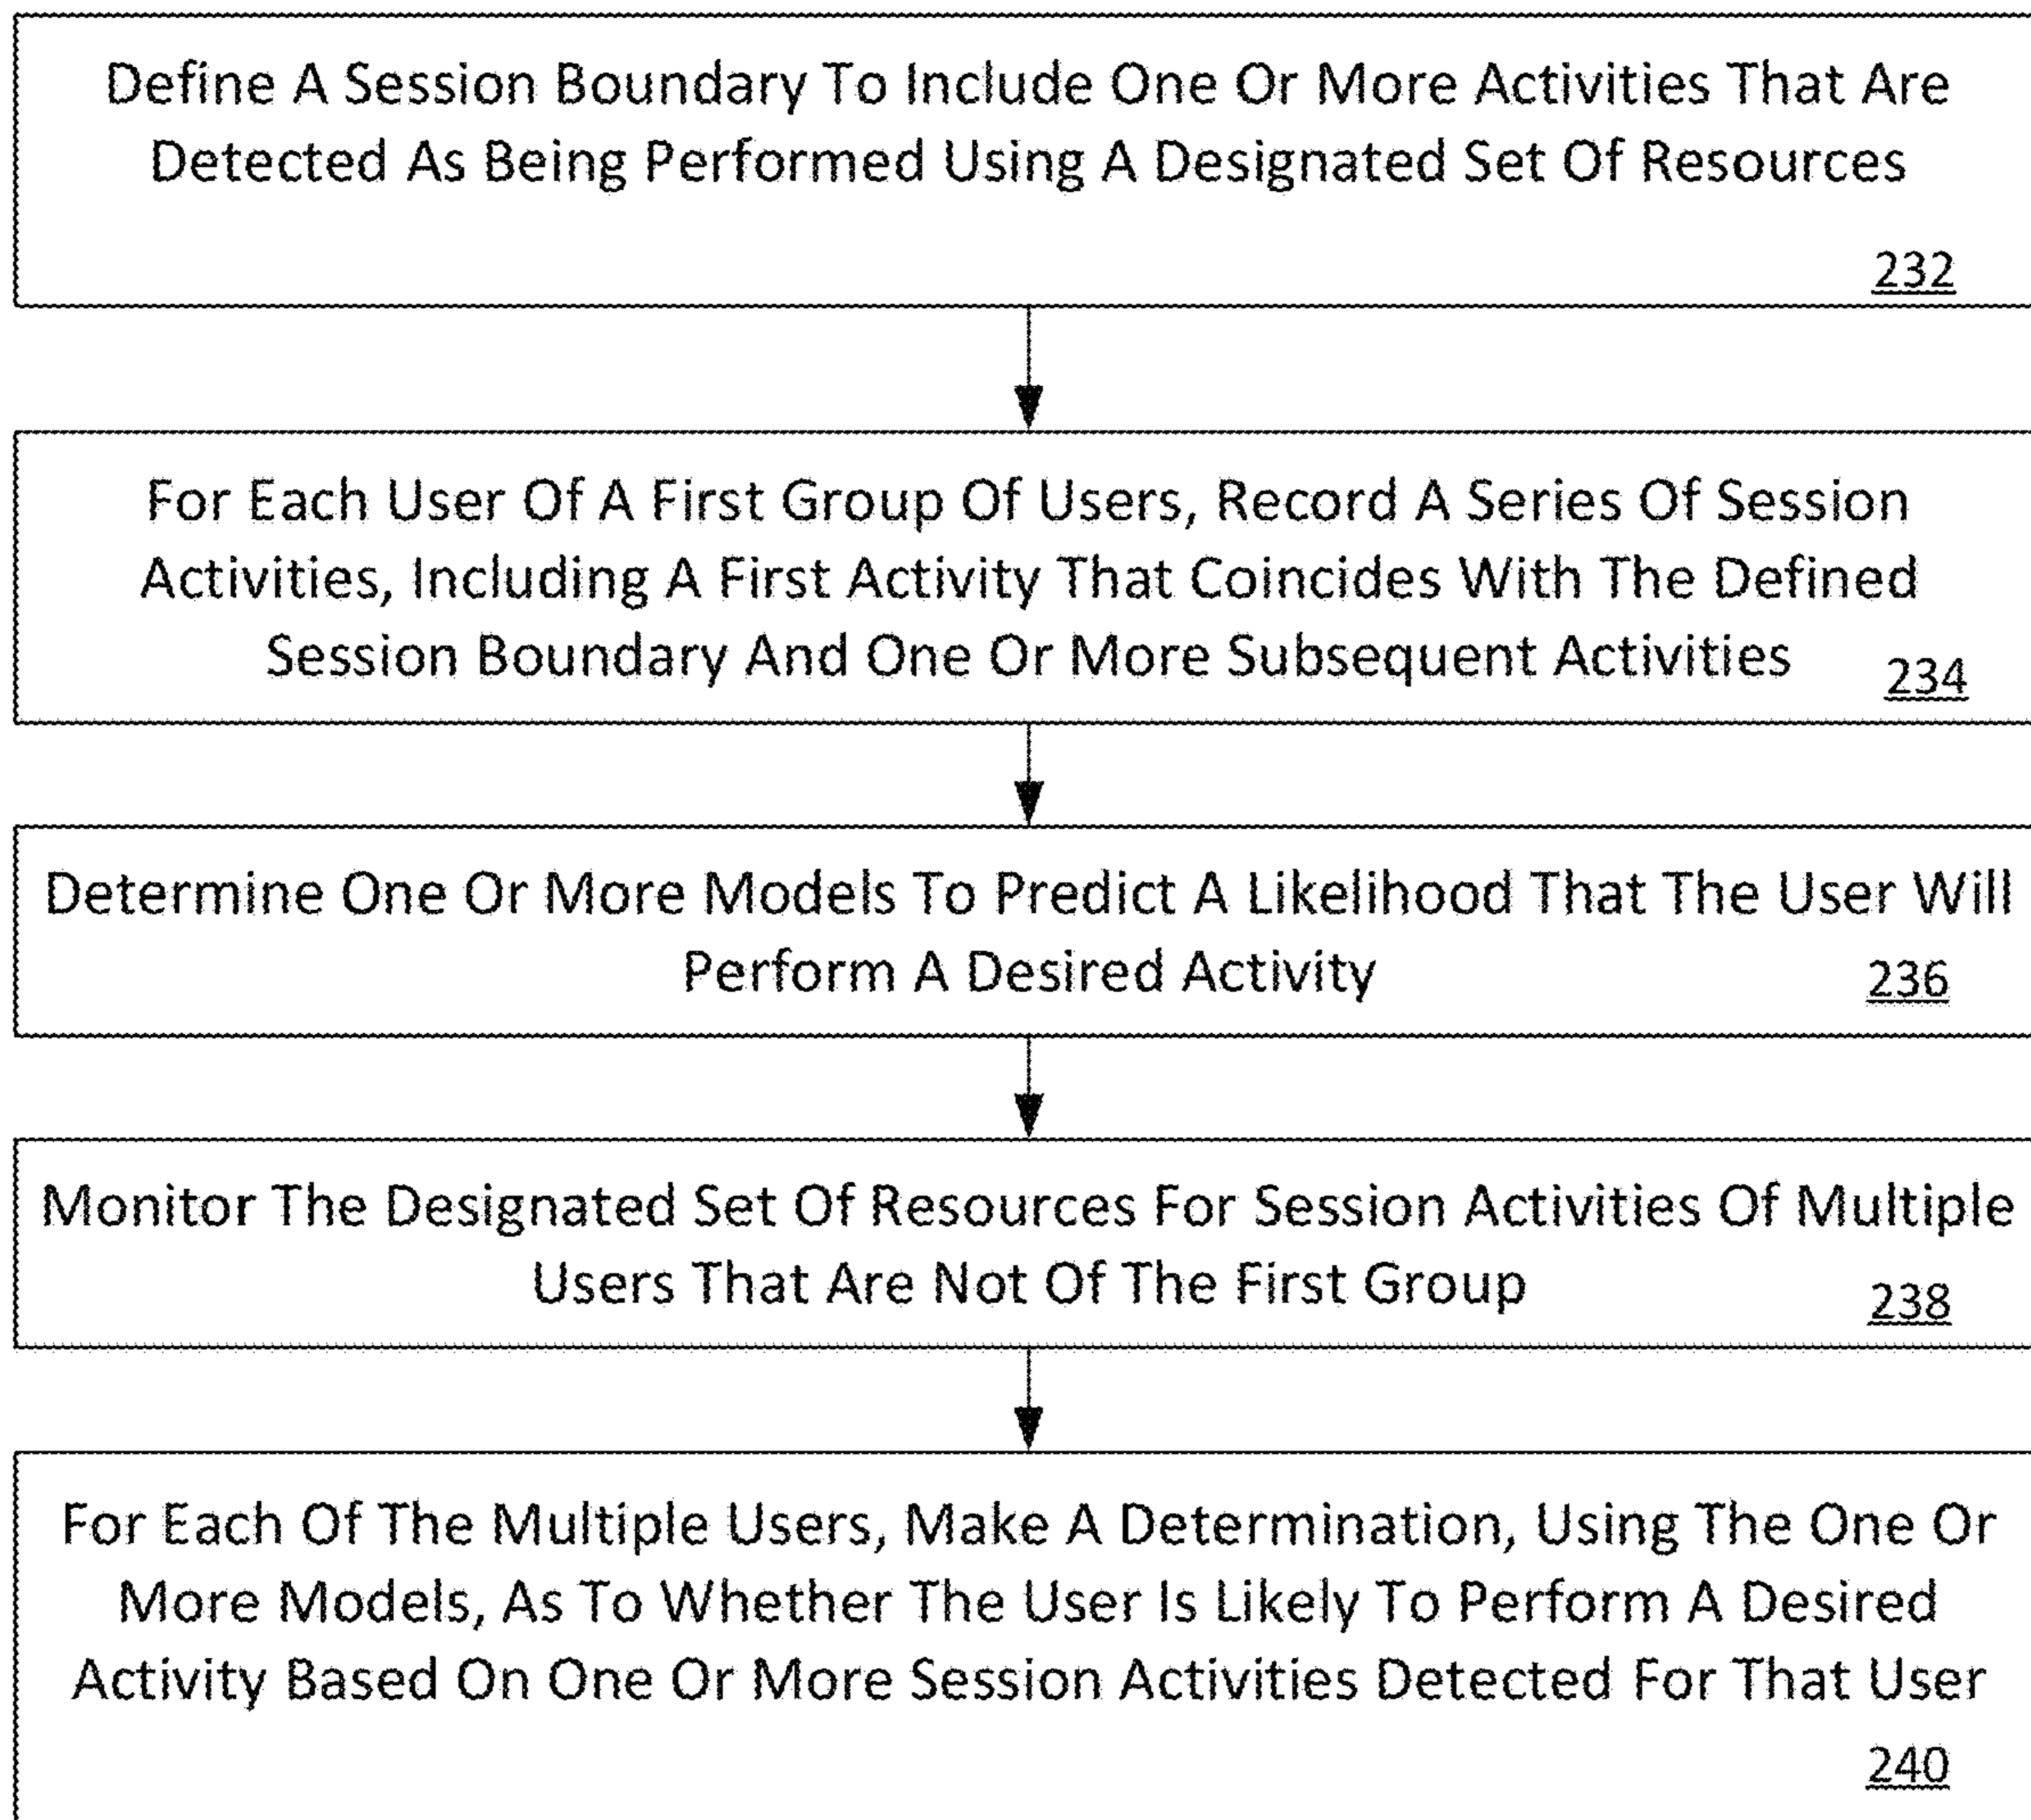 Define A Session Boundary To Include One Or More Activities That Are
Detected As Being Performed Using A Designated Set Of Resources
232
For Each User Of A First Group Of Users, Record A Series Of Session
Activities, Including A First Activity That Coincides With The Defined
Session Boundary And One Or More Subsequent Activities
234
Determine One Or More Models To Predict A Likelihood That The User Will
Perform A Desired Activity
236
Monitor The Designated Set Of Resources For Session Activities Of Multiple
Users That Are Not Of The First Group
238
For Each Of The Multiple Users, Make A Determination, Using The One Or
More Models, As To Whether The User Is Likely To Perform A Desired
Activity Based On One Or More Session Activities Detected For That User
240